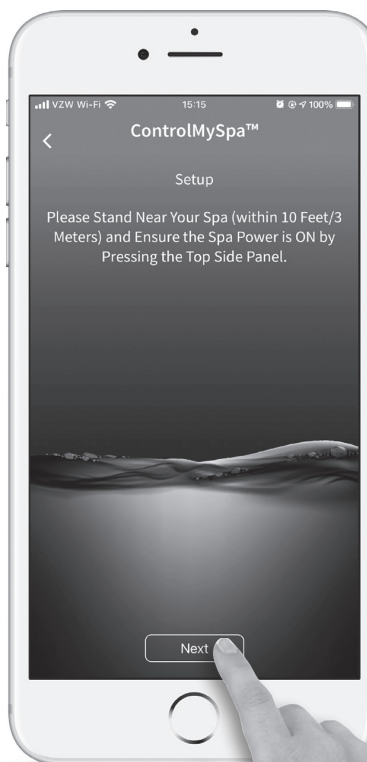 VZW Wi-Fi 15:15 100%
ControlMySpa™
Setup
Please Stand Near Your Spa (within 10 Feet/3
Meters) and Ensure the Spa Power is ON by
Pressing the Top Side Panel.
Next